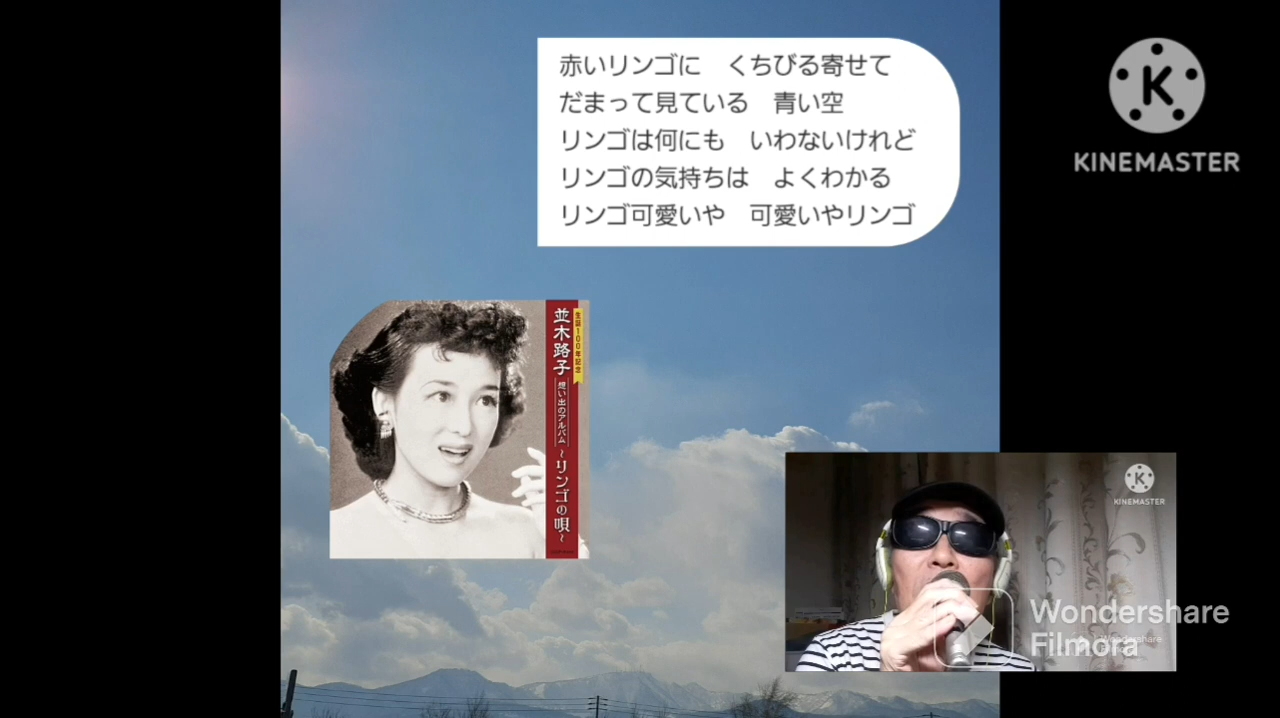 赤いリンゴに　くちびる寄せて
だまって見ている　青い空
リンゴは何にも　いわないけれど
リンゴの気持ちは　よくわかる
リンゴ可愛いや　可愛いやリンゴ
KINEMASTER
生誕100年記念
並木路子
想い出のアルバム
～リンゴの唄～
KINEMASTER
Wondershare
Filmora
Wondershare